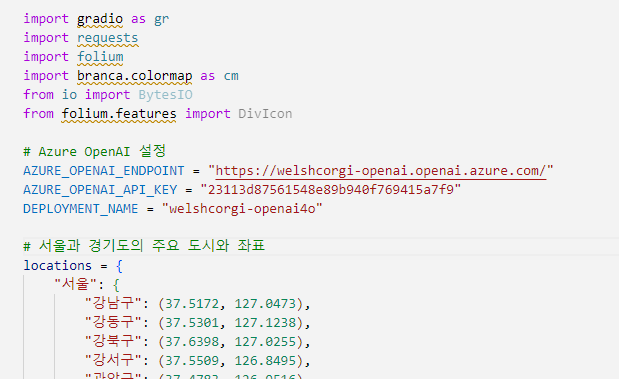 import gradio as gr
import requests
import folium
import branca.colormap as cm
from io import BytesIO
from folium.features import DivIcon
# Azure OpenAI 설정
AZURE_OPENAI_ENDPOINT = "https://welshcorgi-openai.openai.azure.com/"
AZURE_OPENAI_API_KEY = "23113d87561548e89b940f769415a7f9"
DEPLOYMENT_NAME = "welshcorgi-openai4o"
# 서울과 경기도의 주요 도시와 좌표
locations = {
"서울": {
"강남구": (37.5172, 127.0473),
"강동구": (37.5301, 127.1238),
"강북구": (37.6398, 127.0255),
"강서구": (37.5509, 126.8495),
"관악구": (37.4783, 126.9516),